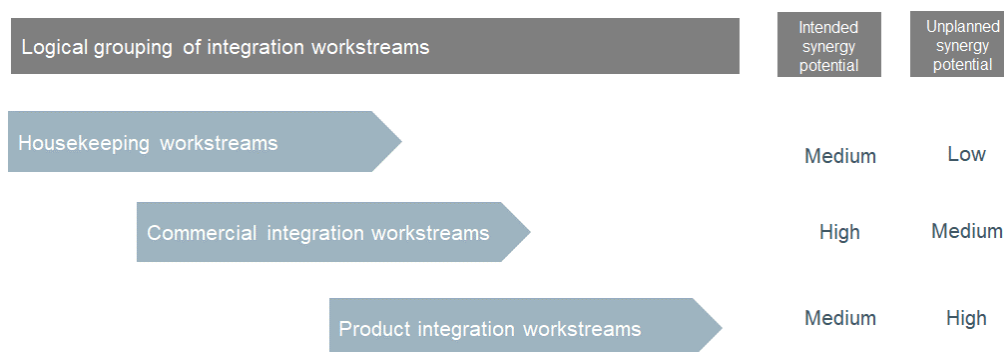 Logical grouping of integration workstreams
Intended
synergy
potential
Unplanned
synergy
potential
Housekeeping workstreams
Medium
Low
Commercial integration workstreams
High
Medium
Product integration workstreams
Medium
High